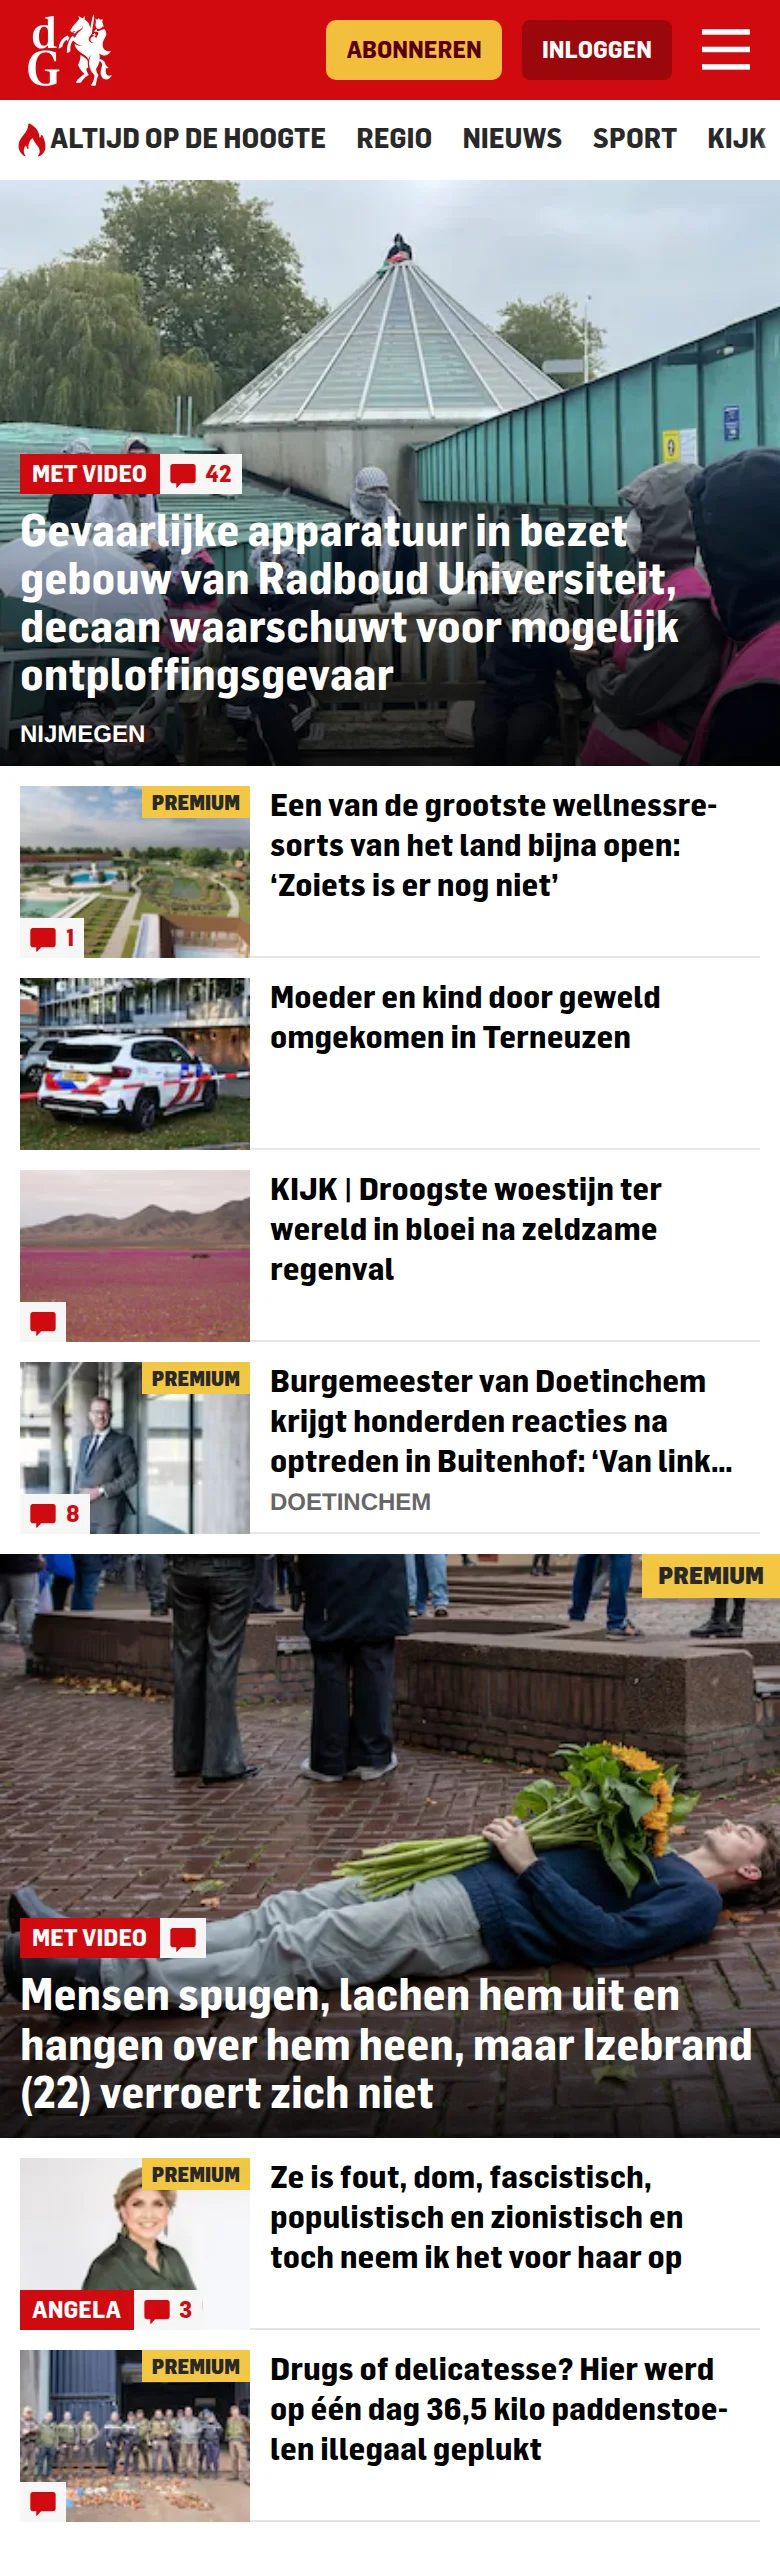 dG
ABONNEREN
INLOGGEN
ALTIJD OP DE HOOGTE
REGIO
NIEUWS
SPORT
KIJK
MET VIDEO
42
Gevaarlijke apparatuur in bezet
gebouw van Radboud Universiteit,
decaan waarschuwt voor mogelijk
ontploffingsgevaar
NIJMEGEN
PREMIUM
1
Een van de grootste wellnessre-
sorts van het land bijna open:
‘Zoiets is er nog niet’
Moeder en kind door geweld
omgekomen in Terneuzen
KIJK | Droogste woestijn ter
wereld in bloei na zeldzame
regenval
PREMIUM
8
Burgemeester van Doetinchem
krijgt honderden reacties na
optreden in Buitenhof: ‘Van link...
DOETINCHEM
PREMIUM
MET VIDEO
Mensen spugen, lachen hem uit en
hangen over hem heen, maar Izebrand
(22) verroert zich niet
PREMIUM
ANGELA
3
Ze is fout, dom, fascistisch,
populistisch en zionistisch en
toch neem ik het voor haar op
PREMIUM
Drugs of delicatesse? Hier werd
op één dag 36,5 kilo paddenstoe-
len illegaal geplukt